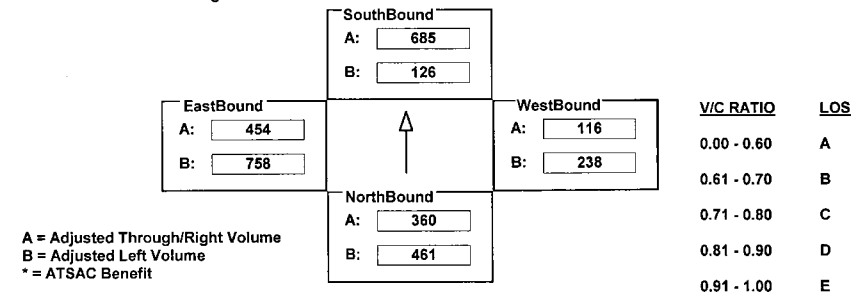 SouthBound
A: 685
B: 126
EastBound
A: 454
B: 758
WestBound
A: 116
B: 238
NorthBound
A: 360
B: 461
A = Adjusted Through/Right Volume
B = Adjusted Left Volume
* = ATSAC Benefit
V/C RATIO LOS
0.00 - 0.60 A
0.61 - 0.70 B
0.71 - 0.80 C
0.81 - 0.90 D
0.91 - 1.00 E